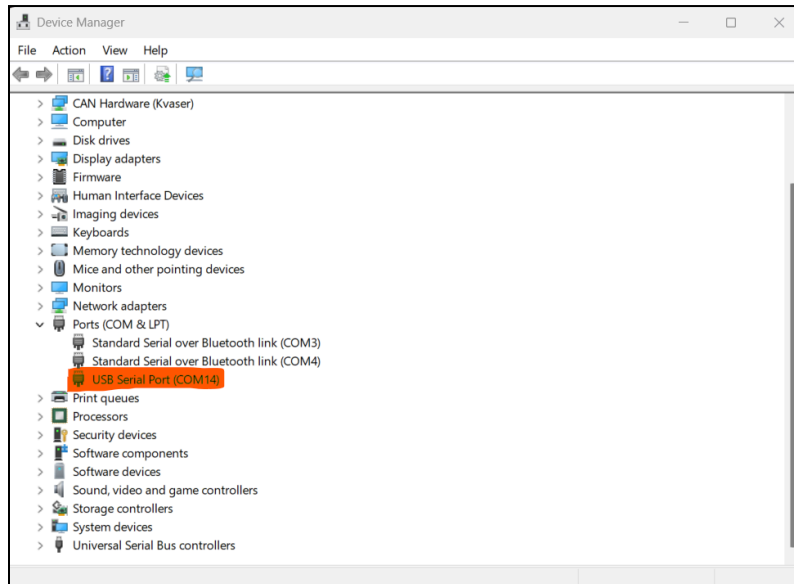 Device Manager
File Action View Help
CAN Hardware (Kvaser)
Computer
Disk drives
Display adapters
Firmware
Human Interface Devices
Imaging devices
Keyboards
Memory technology devices
Mice and other pointing devices
Monitors
Network adapters
Ports (COM & LPT)
Standard Serial over Bluetooth link (COM3)
Standard Serial over Bluetooth link (COM4)
USB Serial Port (COM14)
Print queues
Processors
Security devices
Software components
Software devices
Sound, video and game controllers
Storage controllers
System devices
Universal Serial Bus controllers